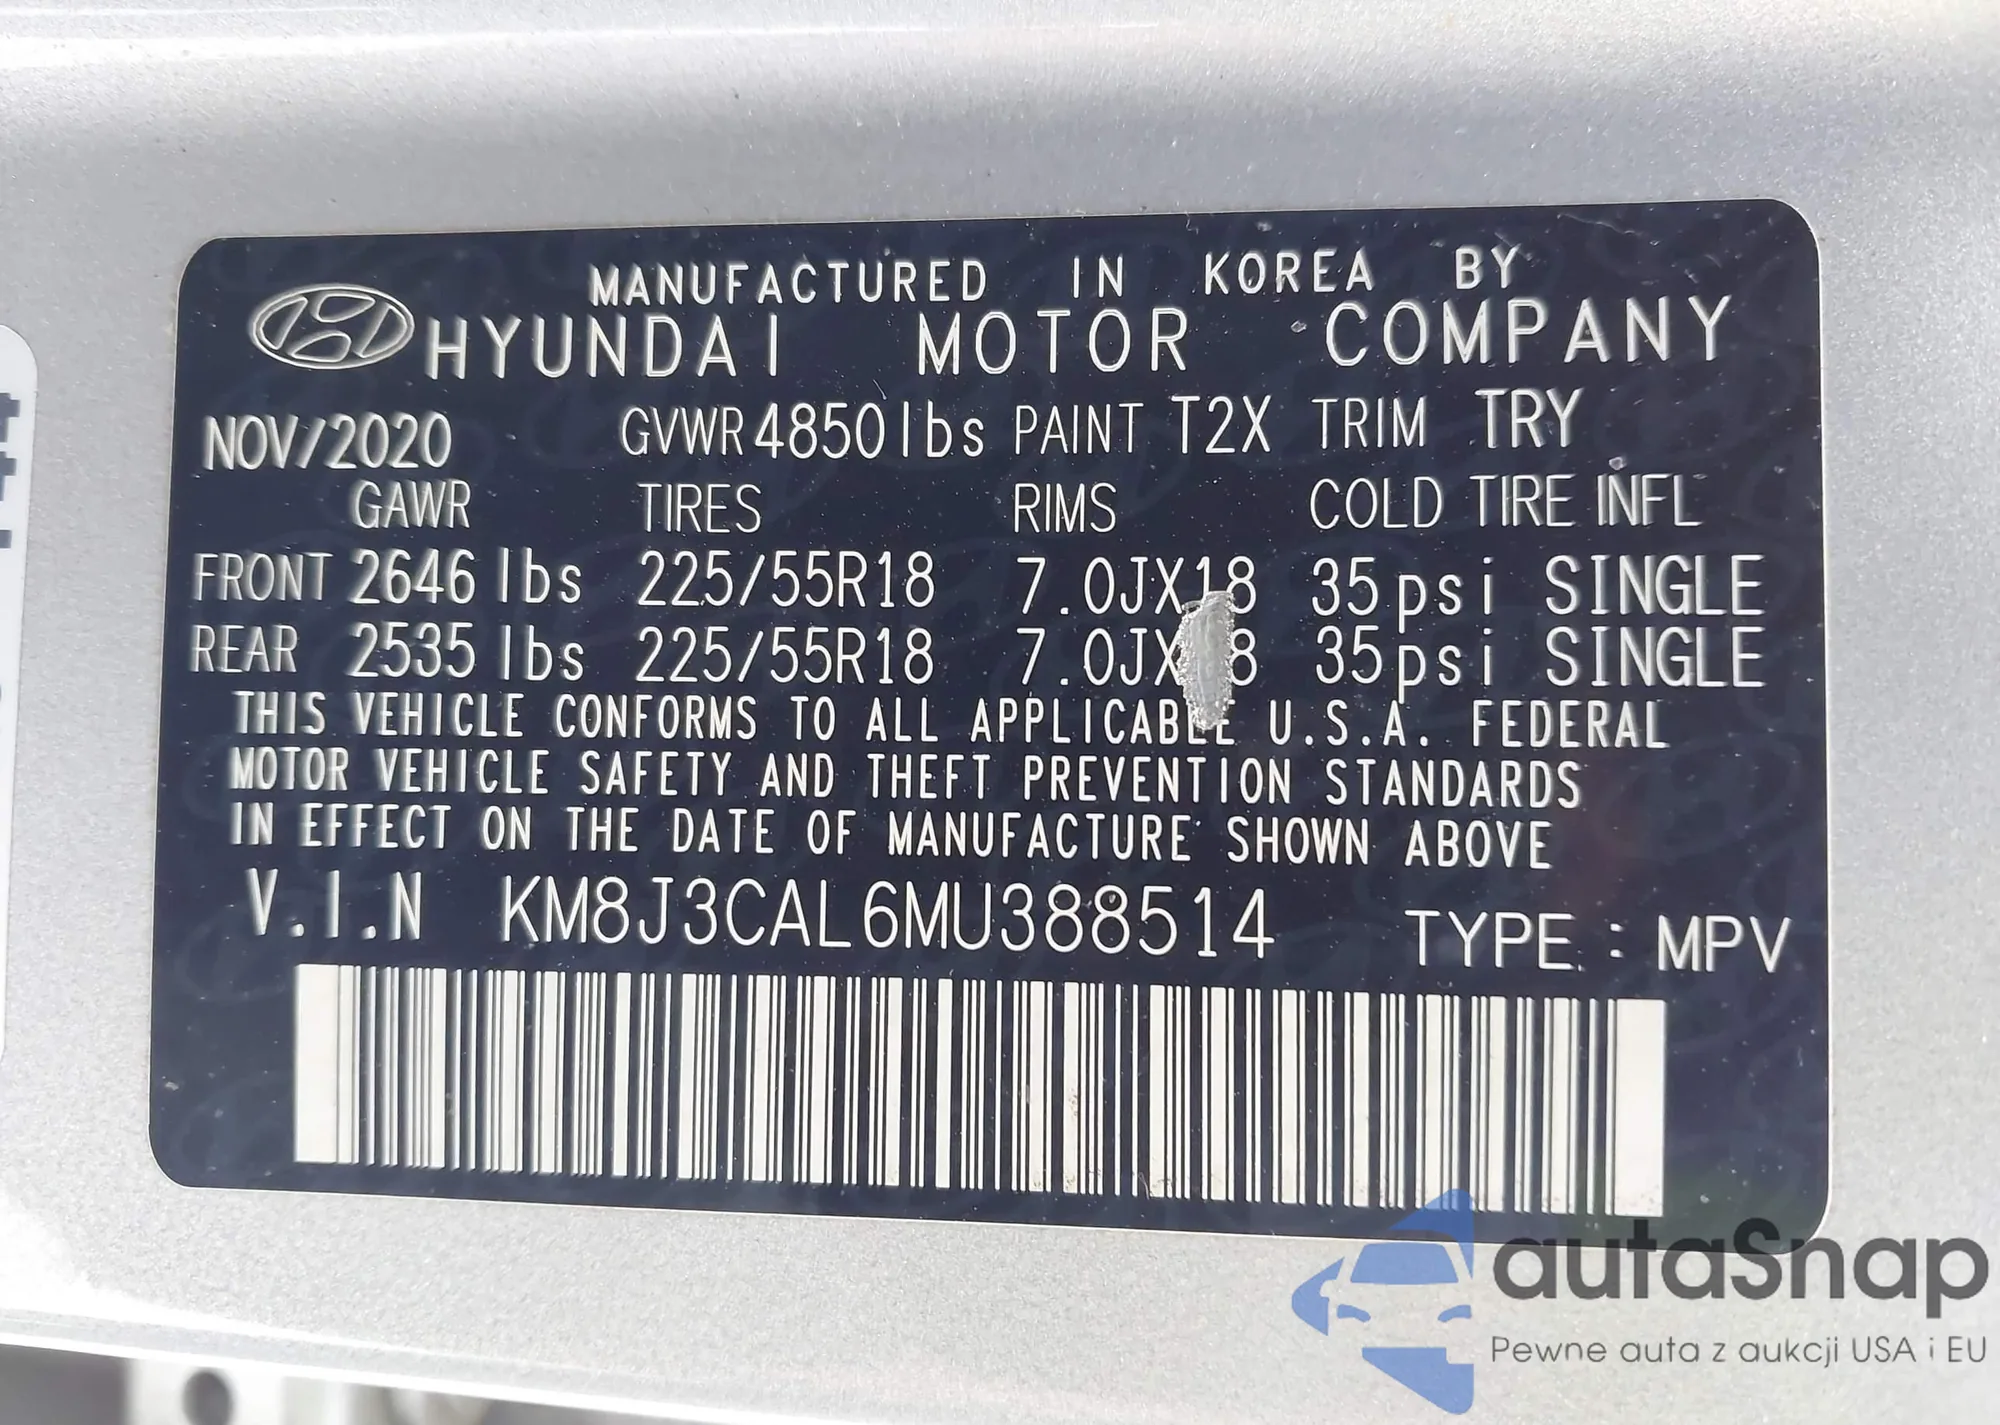 MANUFACTURED IN KOREA BY
HYUNDAI MOTOR COMPANY
NOV/2020 GVWR 4850lbs PAINT T2X TRIM TRY
GAWR TIRES RIMS COLD TIRE INFL
FRONT 2646 lbs 225/55R18 7.0JX18 35psi SINGLE
REAR 2535 lbs 225/55R18 35psi SINGLE
THIS VEHICLE CONFORMS TO ALL APPLICABLE U.S.A. FEDERAL
MOTOR VEHICLE SAFETY AND THEFT PREVENTION STANDARDS
IN EFFECT ON THE DATE OF MANUFACTURE SHOWN ABOVE
V.I.N KM8J3CAL6MU388514 TYPE : MPV
autaSnap
Pewne auta z aukcji USA i EU